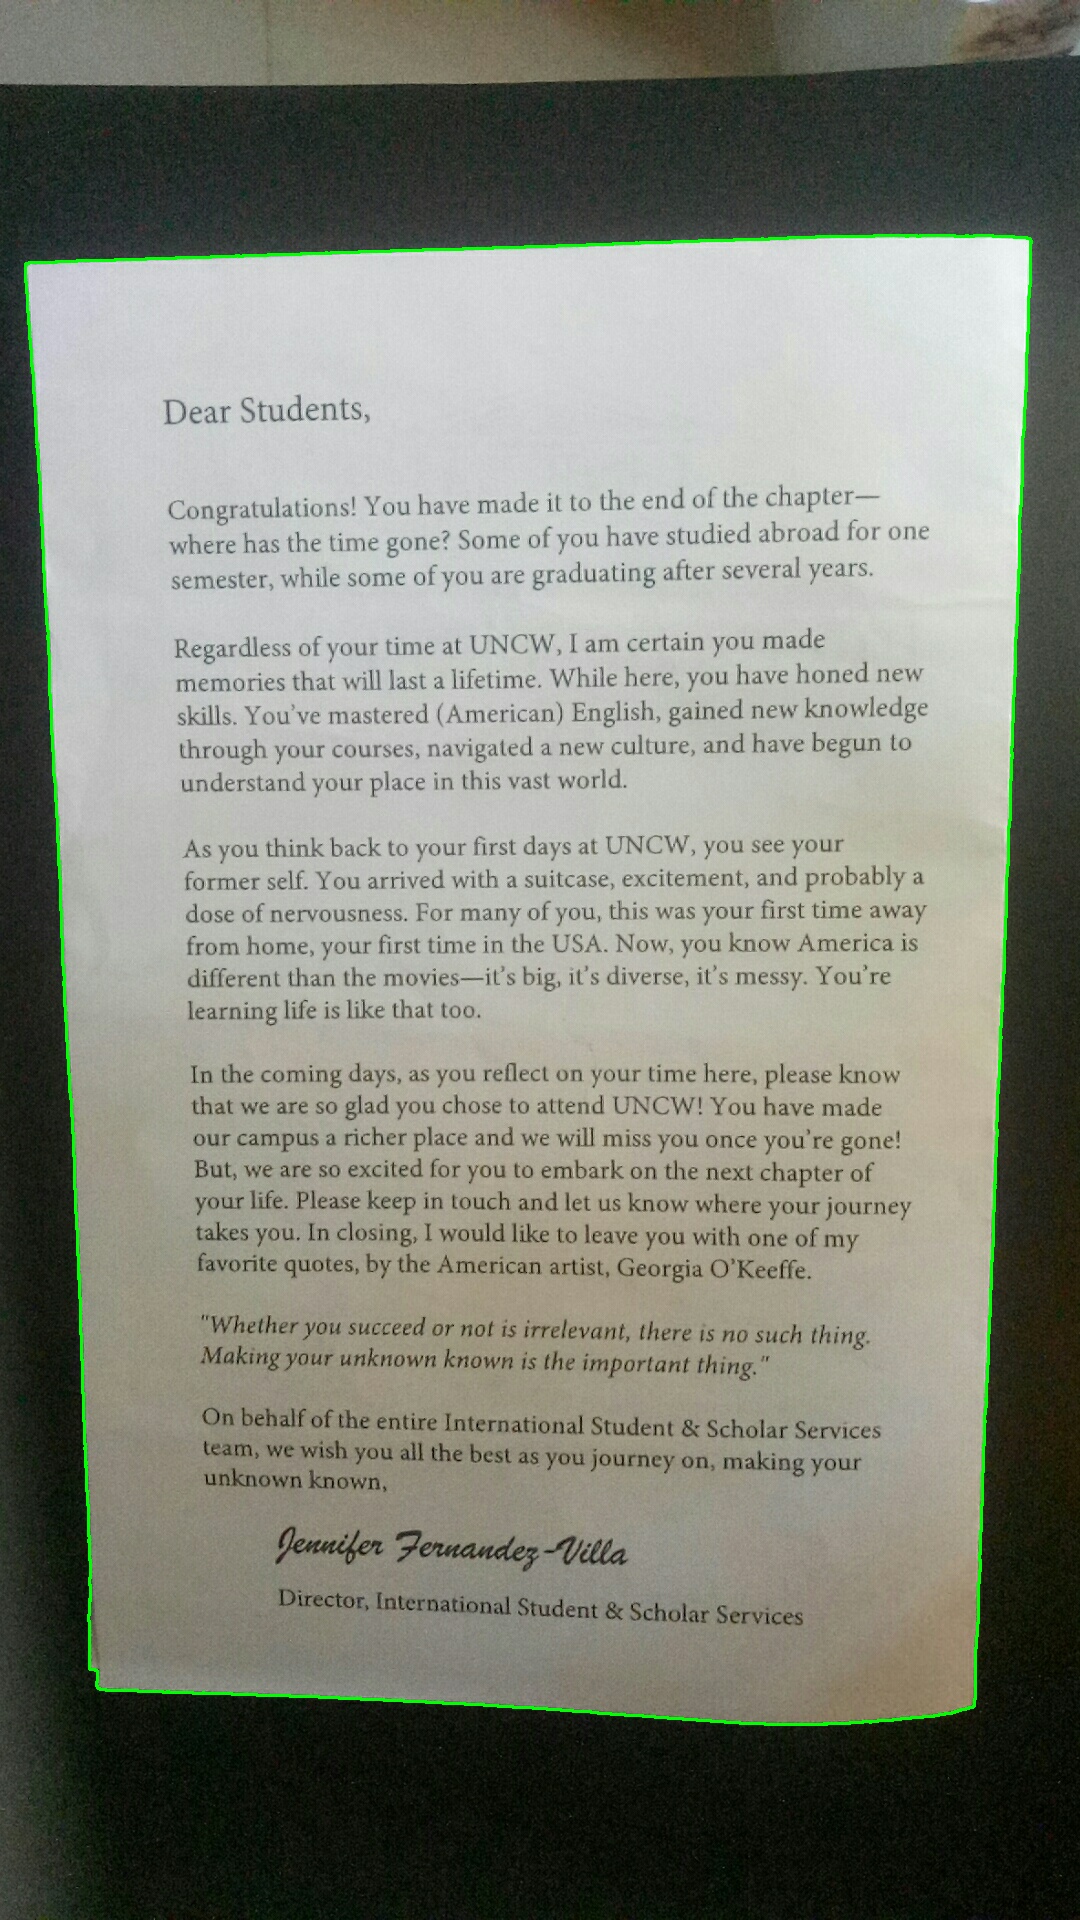 Dear Students,
Congratulations! You have made it to the end of the chapter—
where has the time gone? Some of you have studied abroad for one
semester, while some of you are graduating after several years.
Regardless of your time at UNCW, I am certain you made
memories that will last a lifetime. While here, you have honed new
skills. You've mastered (American) English, gained new knowledge
through your courses, navigated a new culture, and have begun to
understand your place in this vast world.
As you think back to your first days at UNCW, you see your
former self. You arrived with a suitcase, excitement, and probably a
dose of nervousness. For many of you, this was your first time away
from home, your first time in the USA. Now, you know America is
different than the movies—it's big, it's diverse, it's messy. You're
learning life is like that too.
In the coming days, as you reflect on your time here, please know
that we are so glad you chose to attend UNCW! You have made
our campus a richer place and we will miss you once you're gone!
But, we are so excited for you to embark on the next chapter of
your life. Please keep in touch and let us know where your journey
takes you. In closing, I would like to leave you with one of my
favorite quotes, by the American artist, Georgia O'Keeffe.
"Whether you succeed or not is irrelevant, there is no such thing.
Making your unknown known is the important thing."
On behalf of the entire International Student & Scholar Services
team, we wish you all the best as you journey on, making your
unknown known,
Jennifer Fernandez-Villa
Director, International Student & Scholar Services